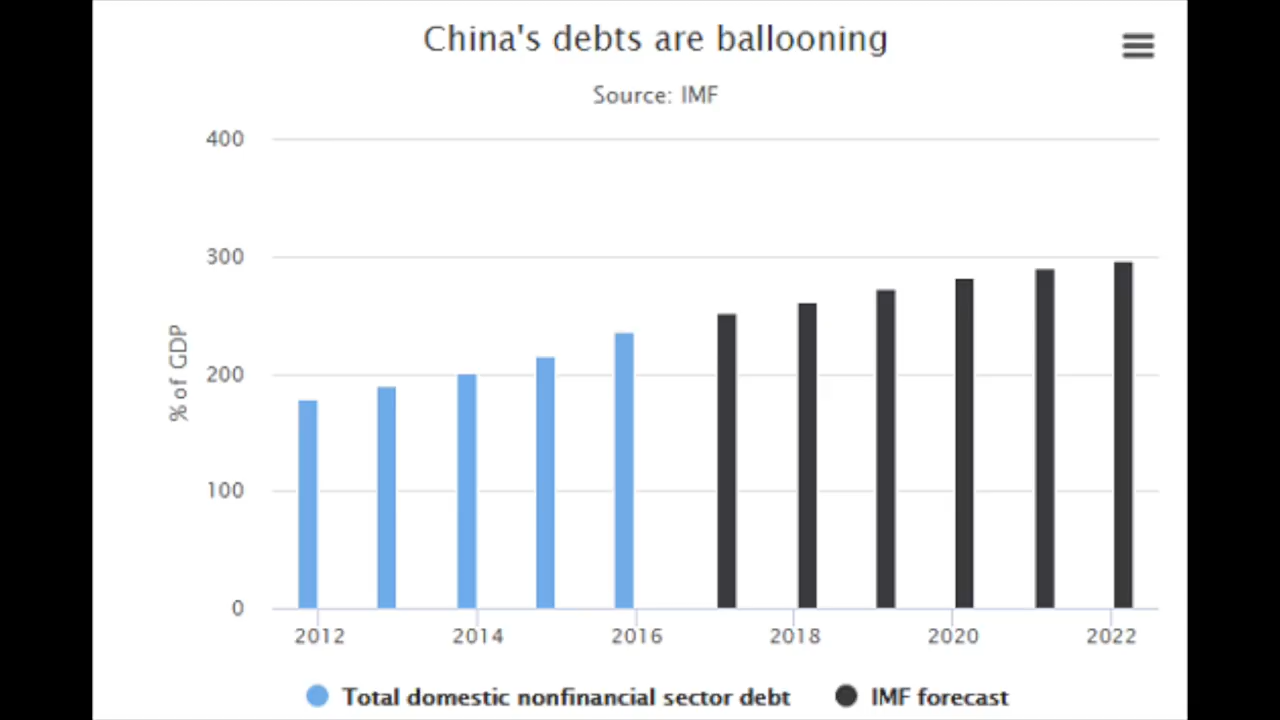 China's debts are ballooning
Source: IMF
400
300
200
100
0
% of GDP
2012 2014 2016 2018 2020 2022
Total domestic nonfinancial sector debt IMF forecast